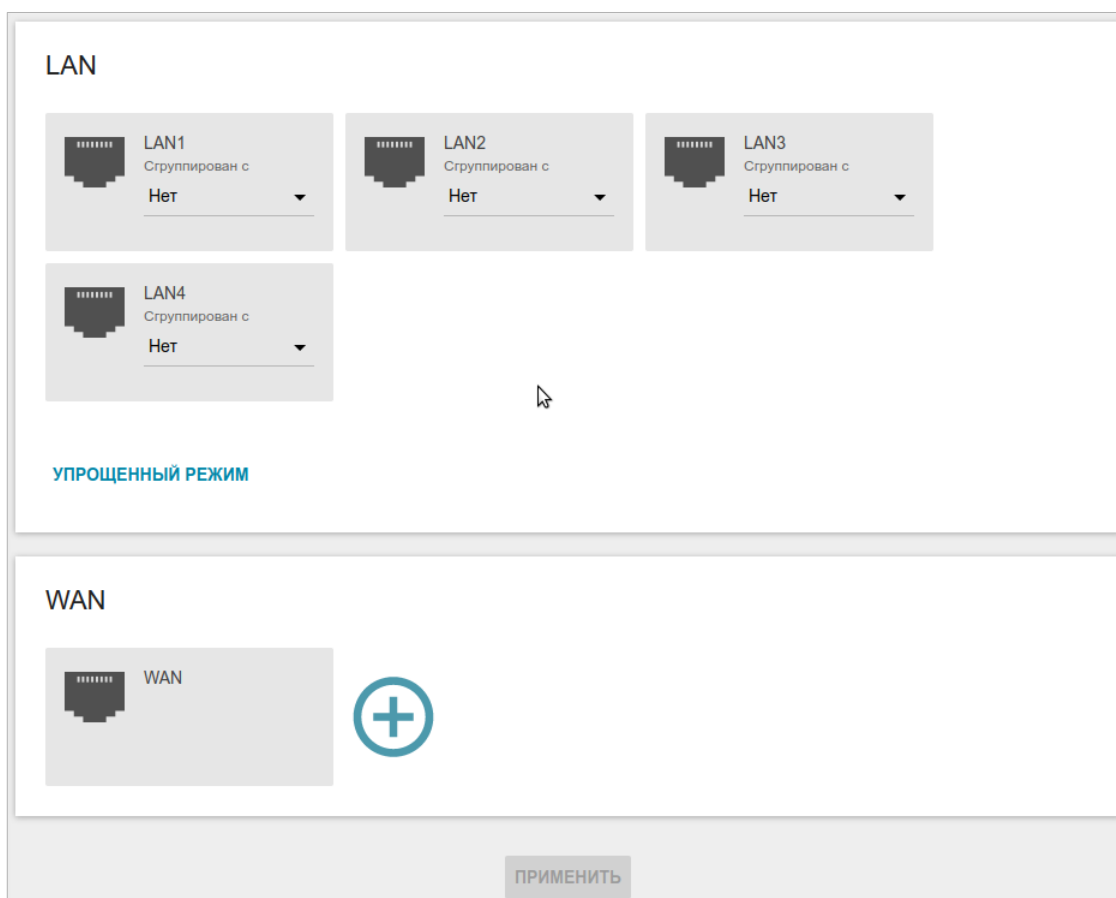 LAN
LAN1
Сгруппирован с
Нет
LAN2
Сгруппирован с
Нет
LAN3
Сгруппирован с
Нет
LAN4
Сгруппирован с
Нет
УПРОЩЕННЫЙ РЕЖИМ
WAN
WAN
ПРИМЕНИТЬ